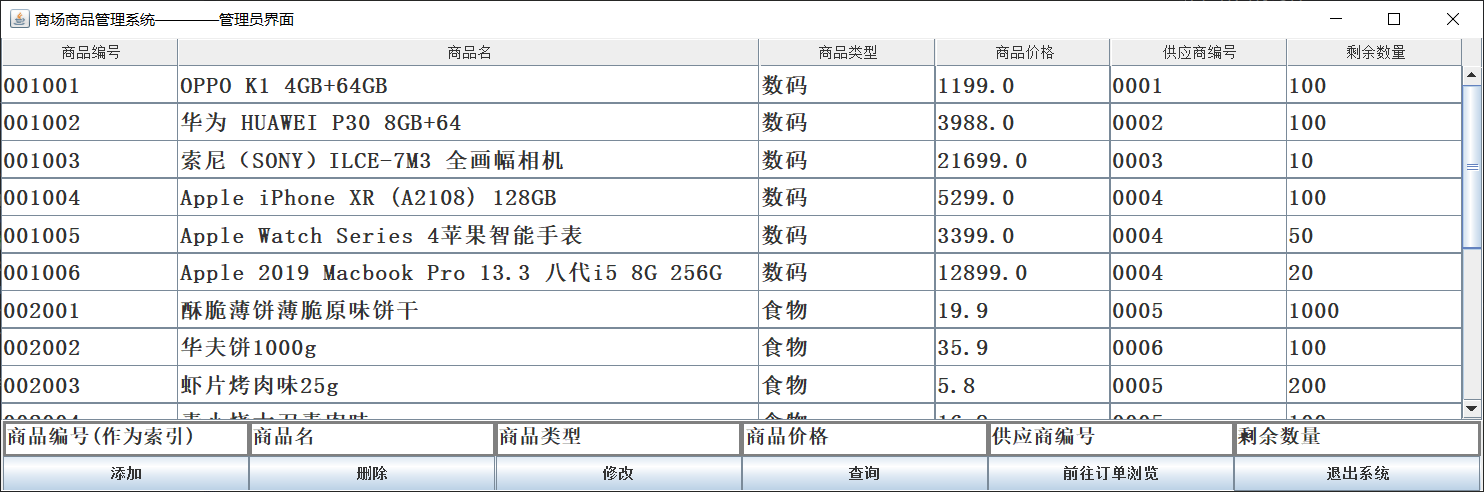 商场商品管理系统————管理员界面
商品编号 商品名 商品类型 商品价格 供应商编号 剩余数量
001001 OPPO K1 4GB+64GB 数码 1199.0 0001 100
001002 华为 HUAWEI P30 8GB+64 数码 3988.0 0002 100
001003 索尼（SONY）ILCE-7M3 全画幅相机 数码 21699.0 0003 10
001004 Apple iPhone XR (A2108) 128GB 数码 5299.0 0004 100
001005 Apple Watch Series 4苹果智能手表 数码 3399.0 0004 50
001006 Apple 2019 Macbook Pro 13.3 八代i5 8G 256G 数码 12899.0 0004 20
002001 酥脆薄饼薄脆原味饼干 食物 19.9 0005 1000
002002 华夫饼1000g 食物 35.9 0006 100
002003 虾片烤肉味25g 食物 5.8 0005 200
商品编号(作为索引) 商品名 商品类型 商品价格 供应商编号 剩余数量
添加 删除 修改 查询 前往订单浏览 退出系统